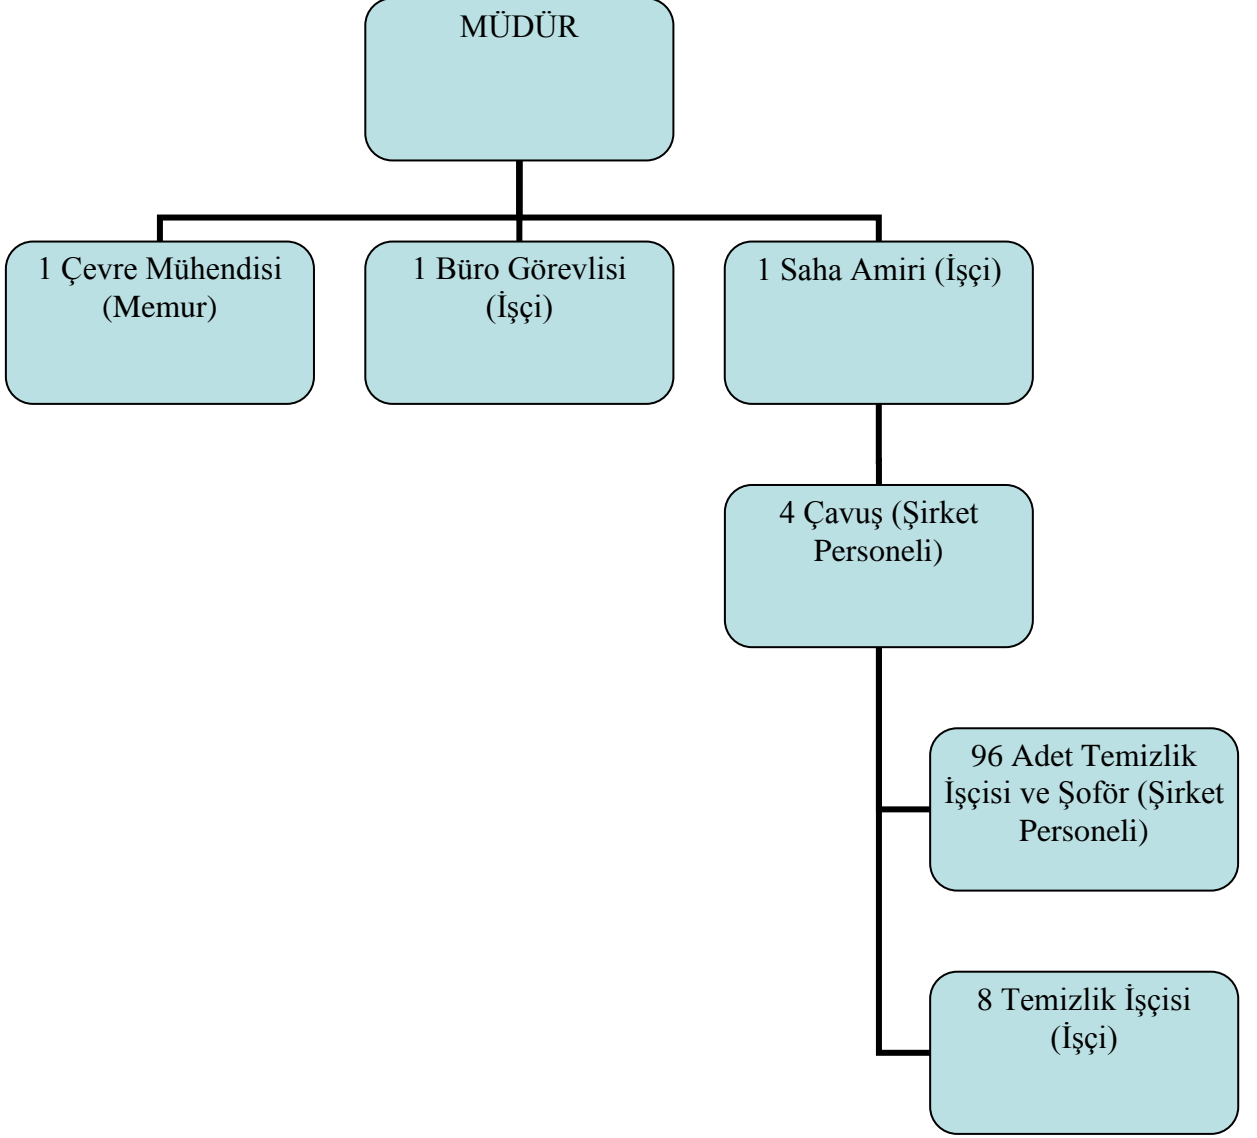 MÜDÜR
1 Çevre Mühendisi
(Memur)
1 Büro Görevlisi
(İşçi)
1 Saha Amiri (İşçi)
4 Çavuş (Şirket
Personeli)
96 Adet Temizlik
İşçisi ve Şoför (Şirket
Personeli)
8 Temizlik İşçisi
(İşçi)